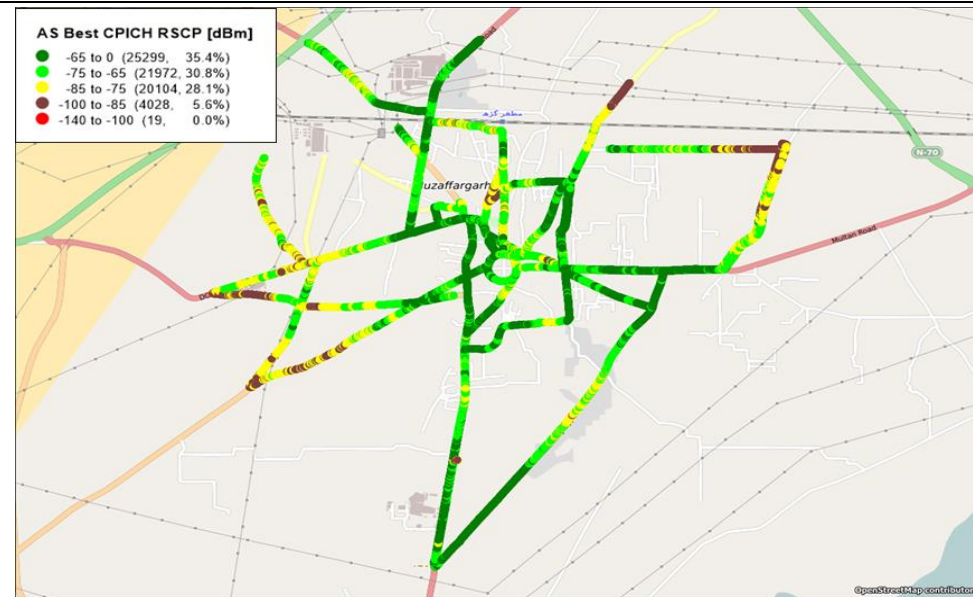 AS Best CPICH RSCP [dBm]
-65 to 0 (25299, 35.4%)
-75 to -65 (21972, 30.8%)
-85 to -75 (20104, 28.1%)
-100 to -85 (4028, 5.6%)
-140 to -100 (19, 0.0%)
مظفر گڑھ
N-70
uzaffargarh
Multan Road
OpenStreetMap contributor